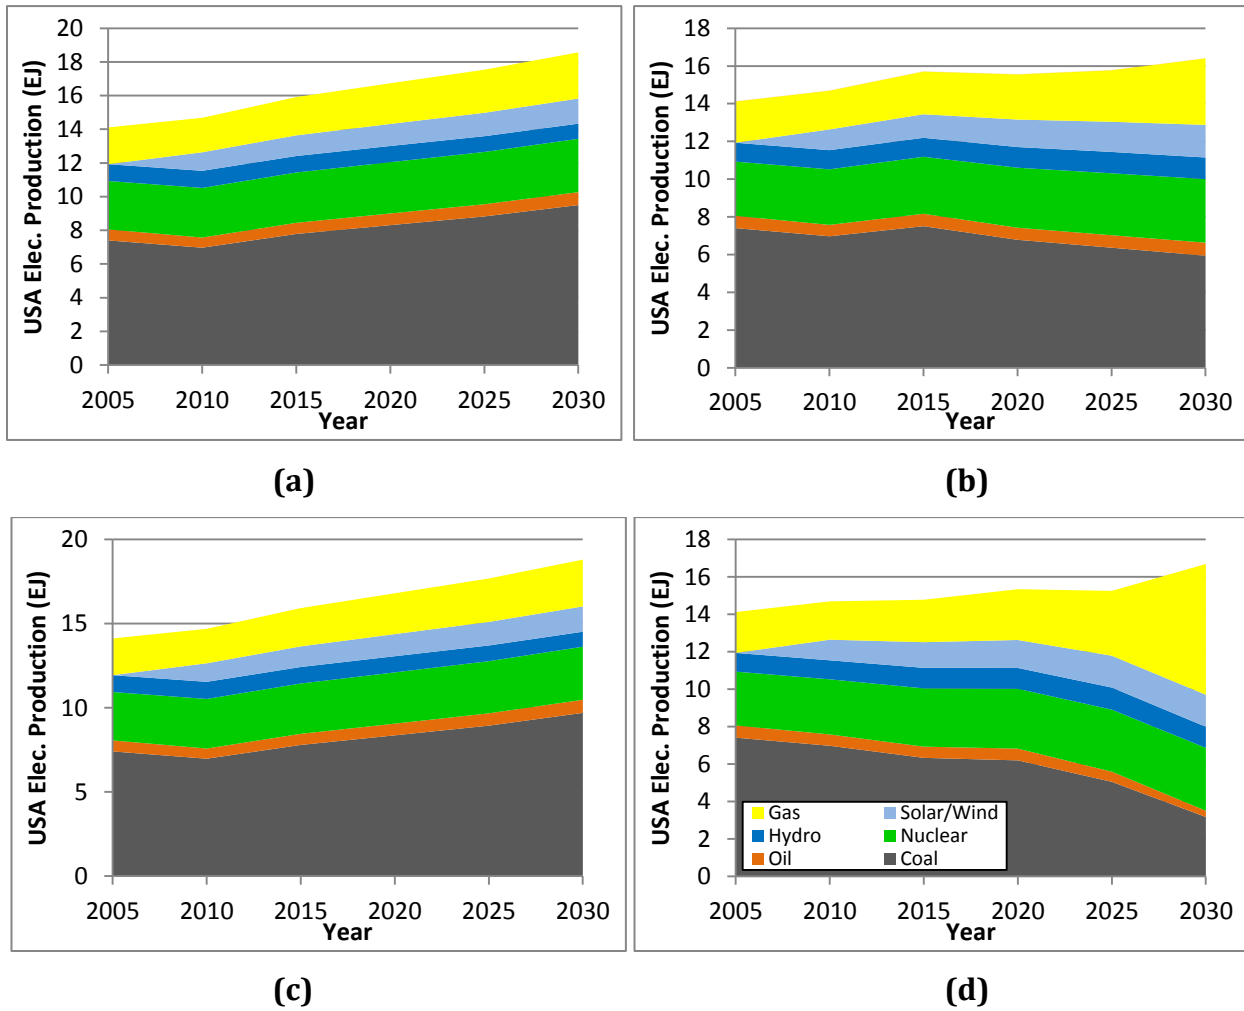 USA Elec. Production (EJ)
20
18
16
14
12
10
8
6
4
2
0
2005 2010 2015 2020 2025 2030
Year
(a)
USA Elec. Production (EJ)
18
16
14
12
10
8
6
4
2
0
2005 2010 2015 2020 2025 2030
Year
(b)
USA Elec. Production (EJ)
20
15
10
5
0
2005 2010 2015 2020 2025 2030
Year
(c)
USA Elec. Production (EJ)
18
16
14
12
10
8
6
4
2
0
Gas Solar/Wind
Hydro Nuclear
Oil Coal
2005 2010 2015 2020 2025 2030
Year
(d)